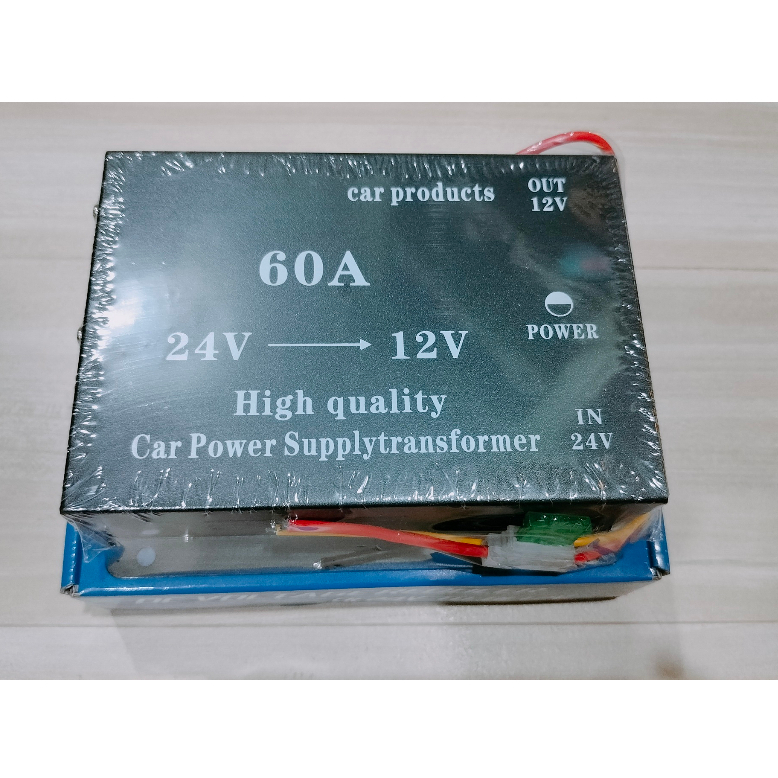 car products
OUT
12V
60A
24V 12V
POWER
High quality
Car Power Supplytransformer
IN
24V